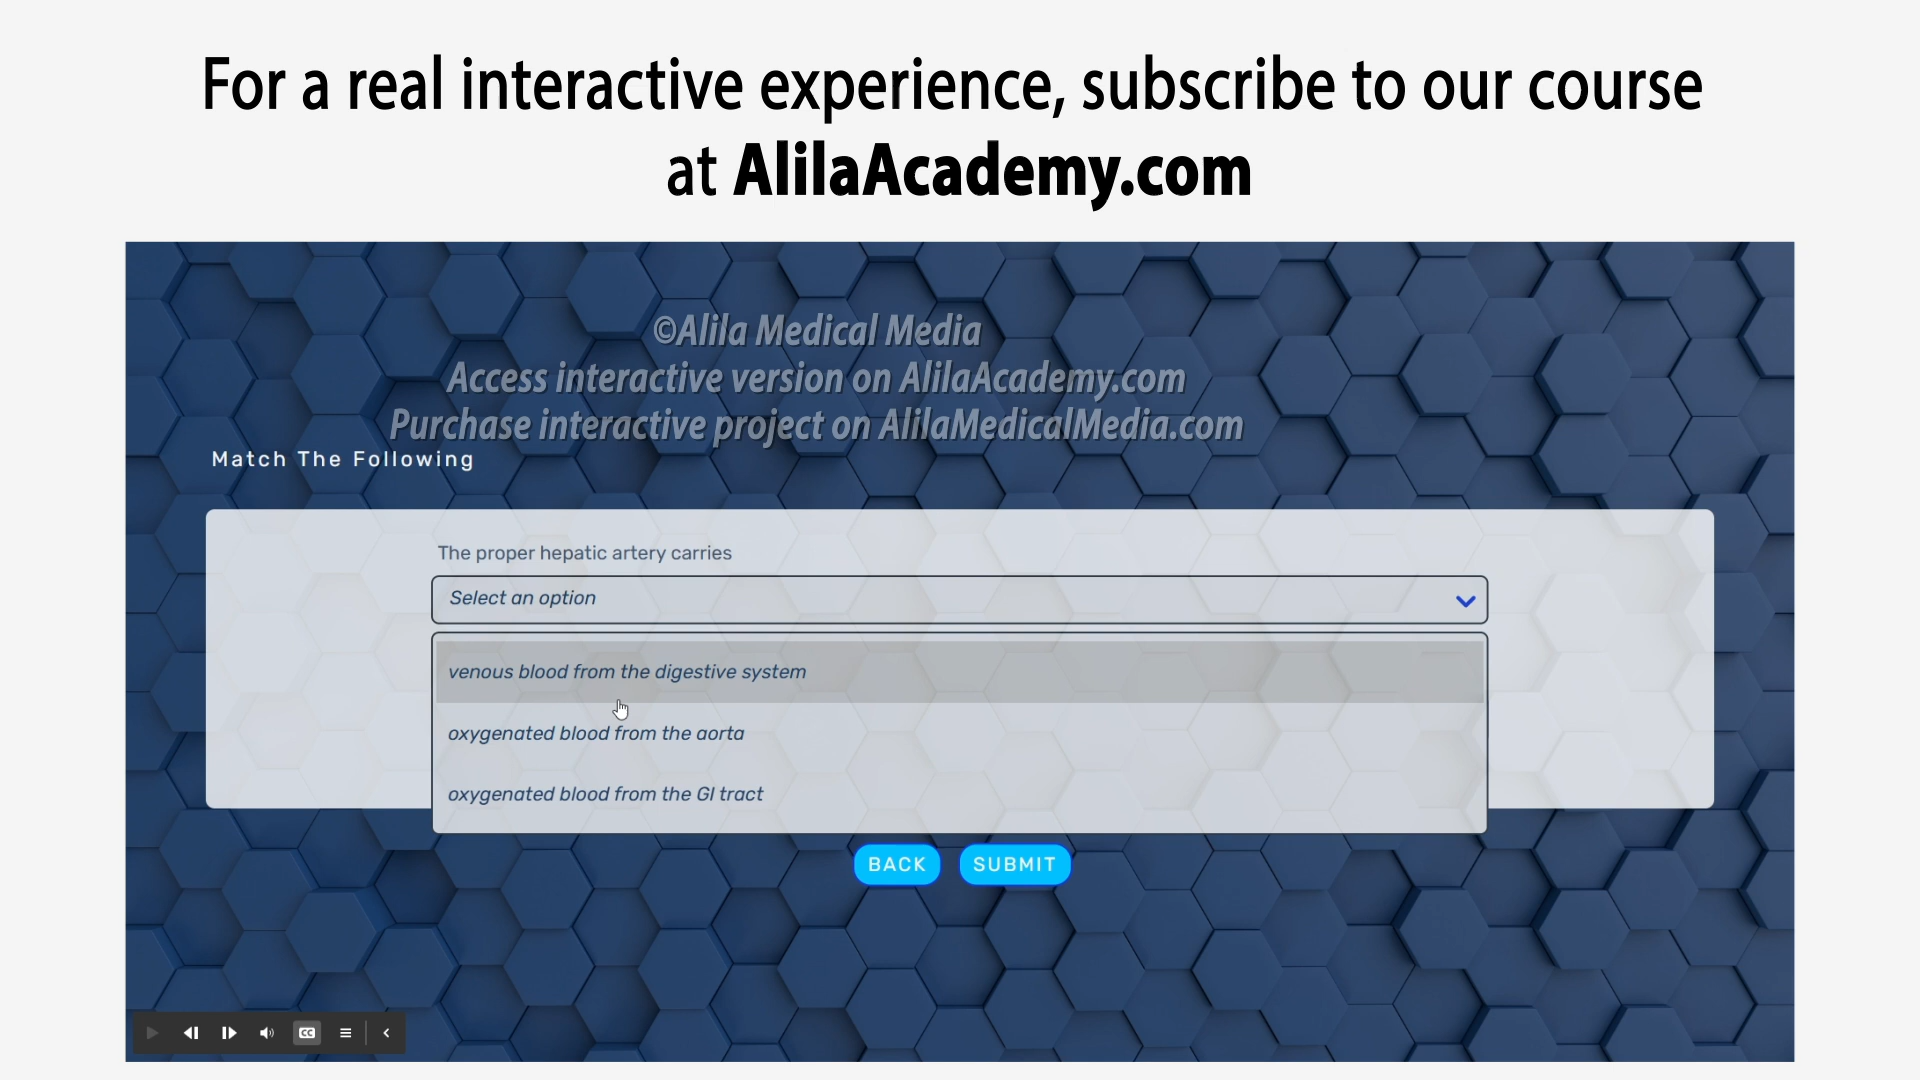 For a real interactive experience, subscribe to our course
at AlilaAcademy.com
©Alila Medical Media
Access interactive version on AlilaAcademy.com
Purchase interactive project on AlilaMedicalMedia.com
Match The Following
The proper hepatic artery carries
Select an option
venous blood from the digestive system
oxygenated blood from the aorta
oxygenated blood from the GI tract
BACK SUBMIT
CC